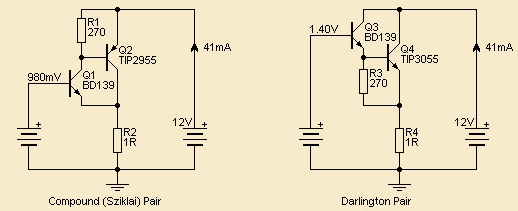 R1
270
Q2
TIP2955
41mA
980mV
Q1
BD139
+
R2
1R
12V
+
Compound (Sziklai) Pair
1.40V
Q3
BD139
Q4
TIP3055
41mA
R3
270
+
R4
1R
12V
+
Darlington Pair